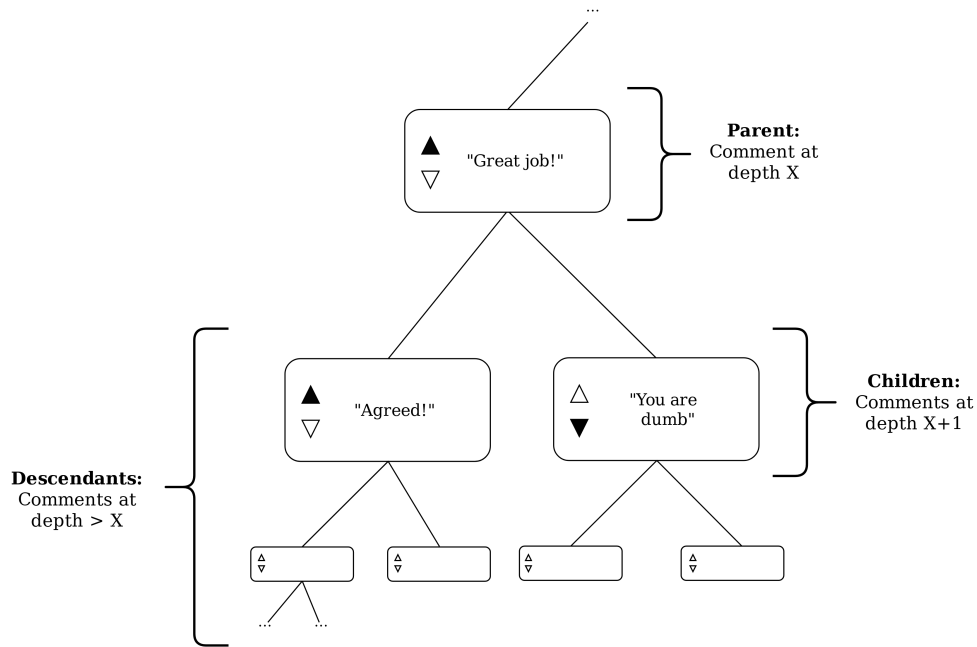 ...
Parent:
Comment at
depth X
"Great job!"
Children:
Comments at
depth X+1
"Agreed!"
"You are
dumb"
Descendants:
Comments at
depth > X
...
...